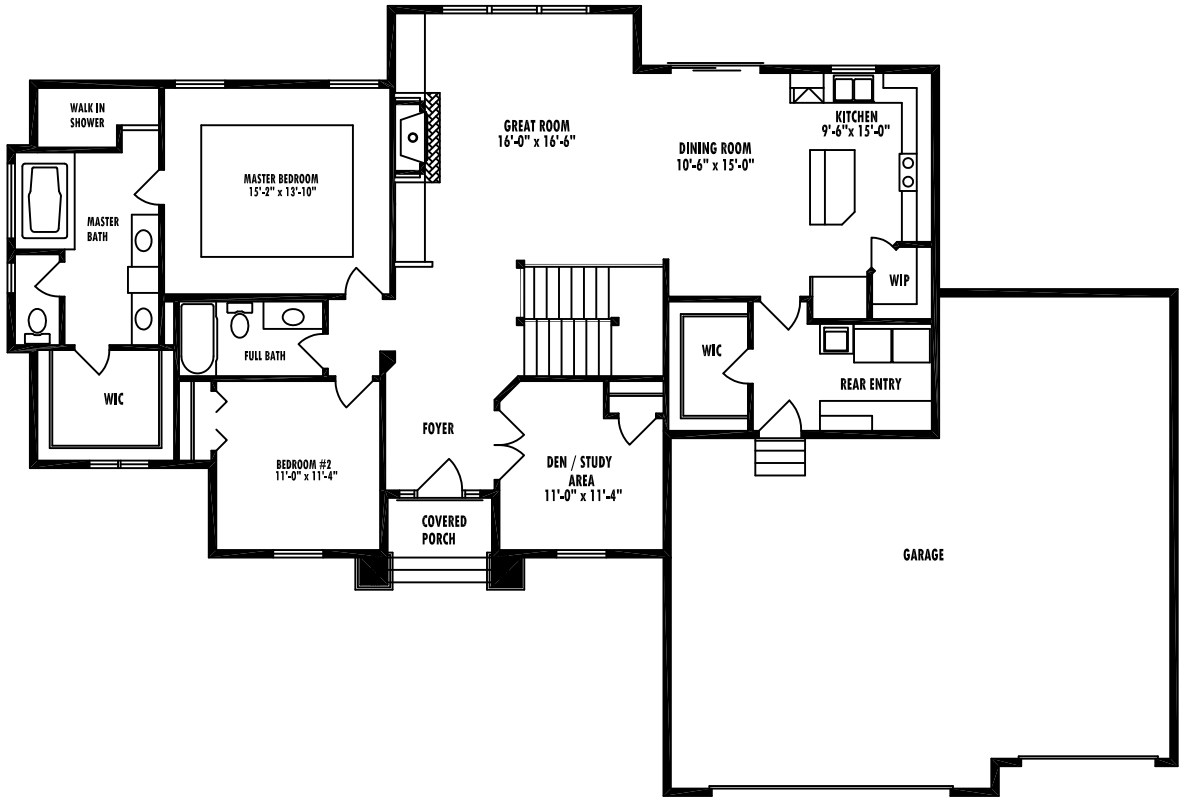 WALK IN
SHOWER
GREAT ROOM
16'-0" x 16'-6"
KITCHEN
9'-6"x 15'-0"
DINING ROOM
10'-6" x 15'-0"
MASTER BEDROOM
15'-2" x 13'-10"
MASTER
BATH
WIP
FULL BATH
WIC
REAR ENTRY
WIC
FOYER
BEDROOM #2
11'-0" x 11'-4"
DEN / STUDY
AREA
11'-0" x 11'-4"
COVERED
PORCH
GARAGE